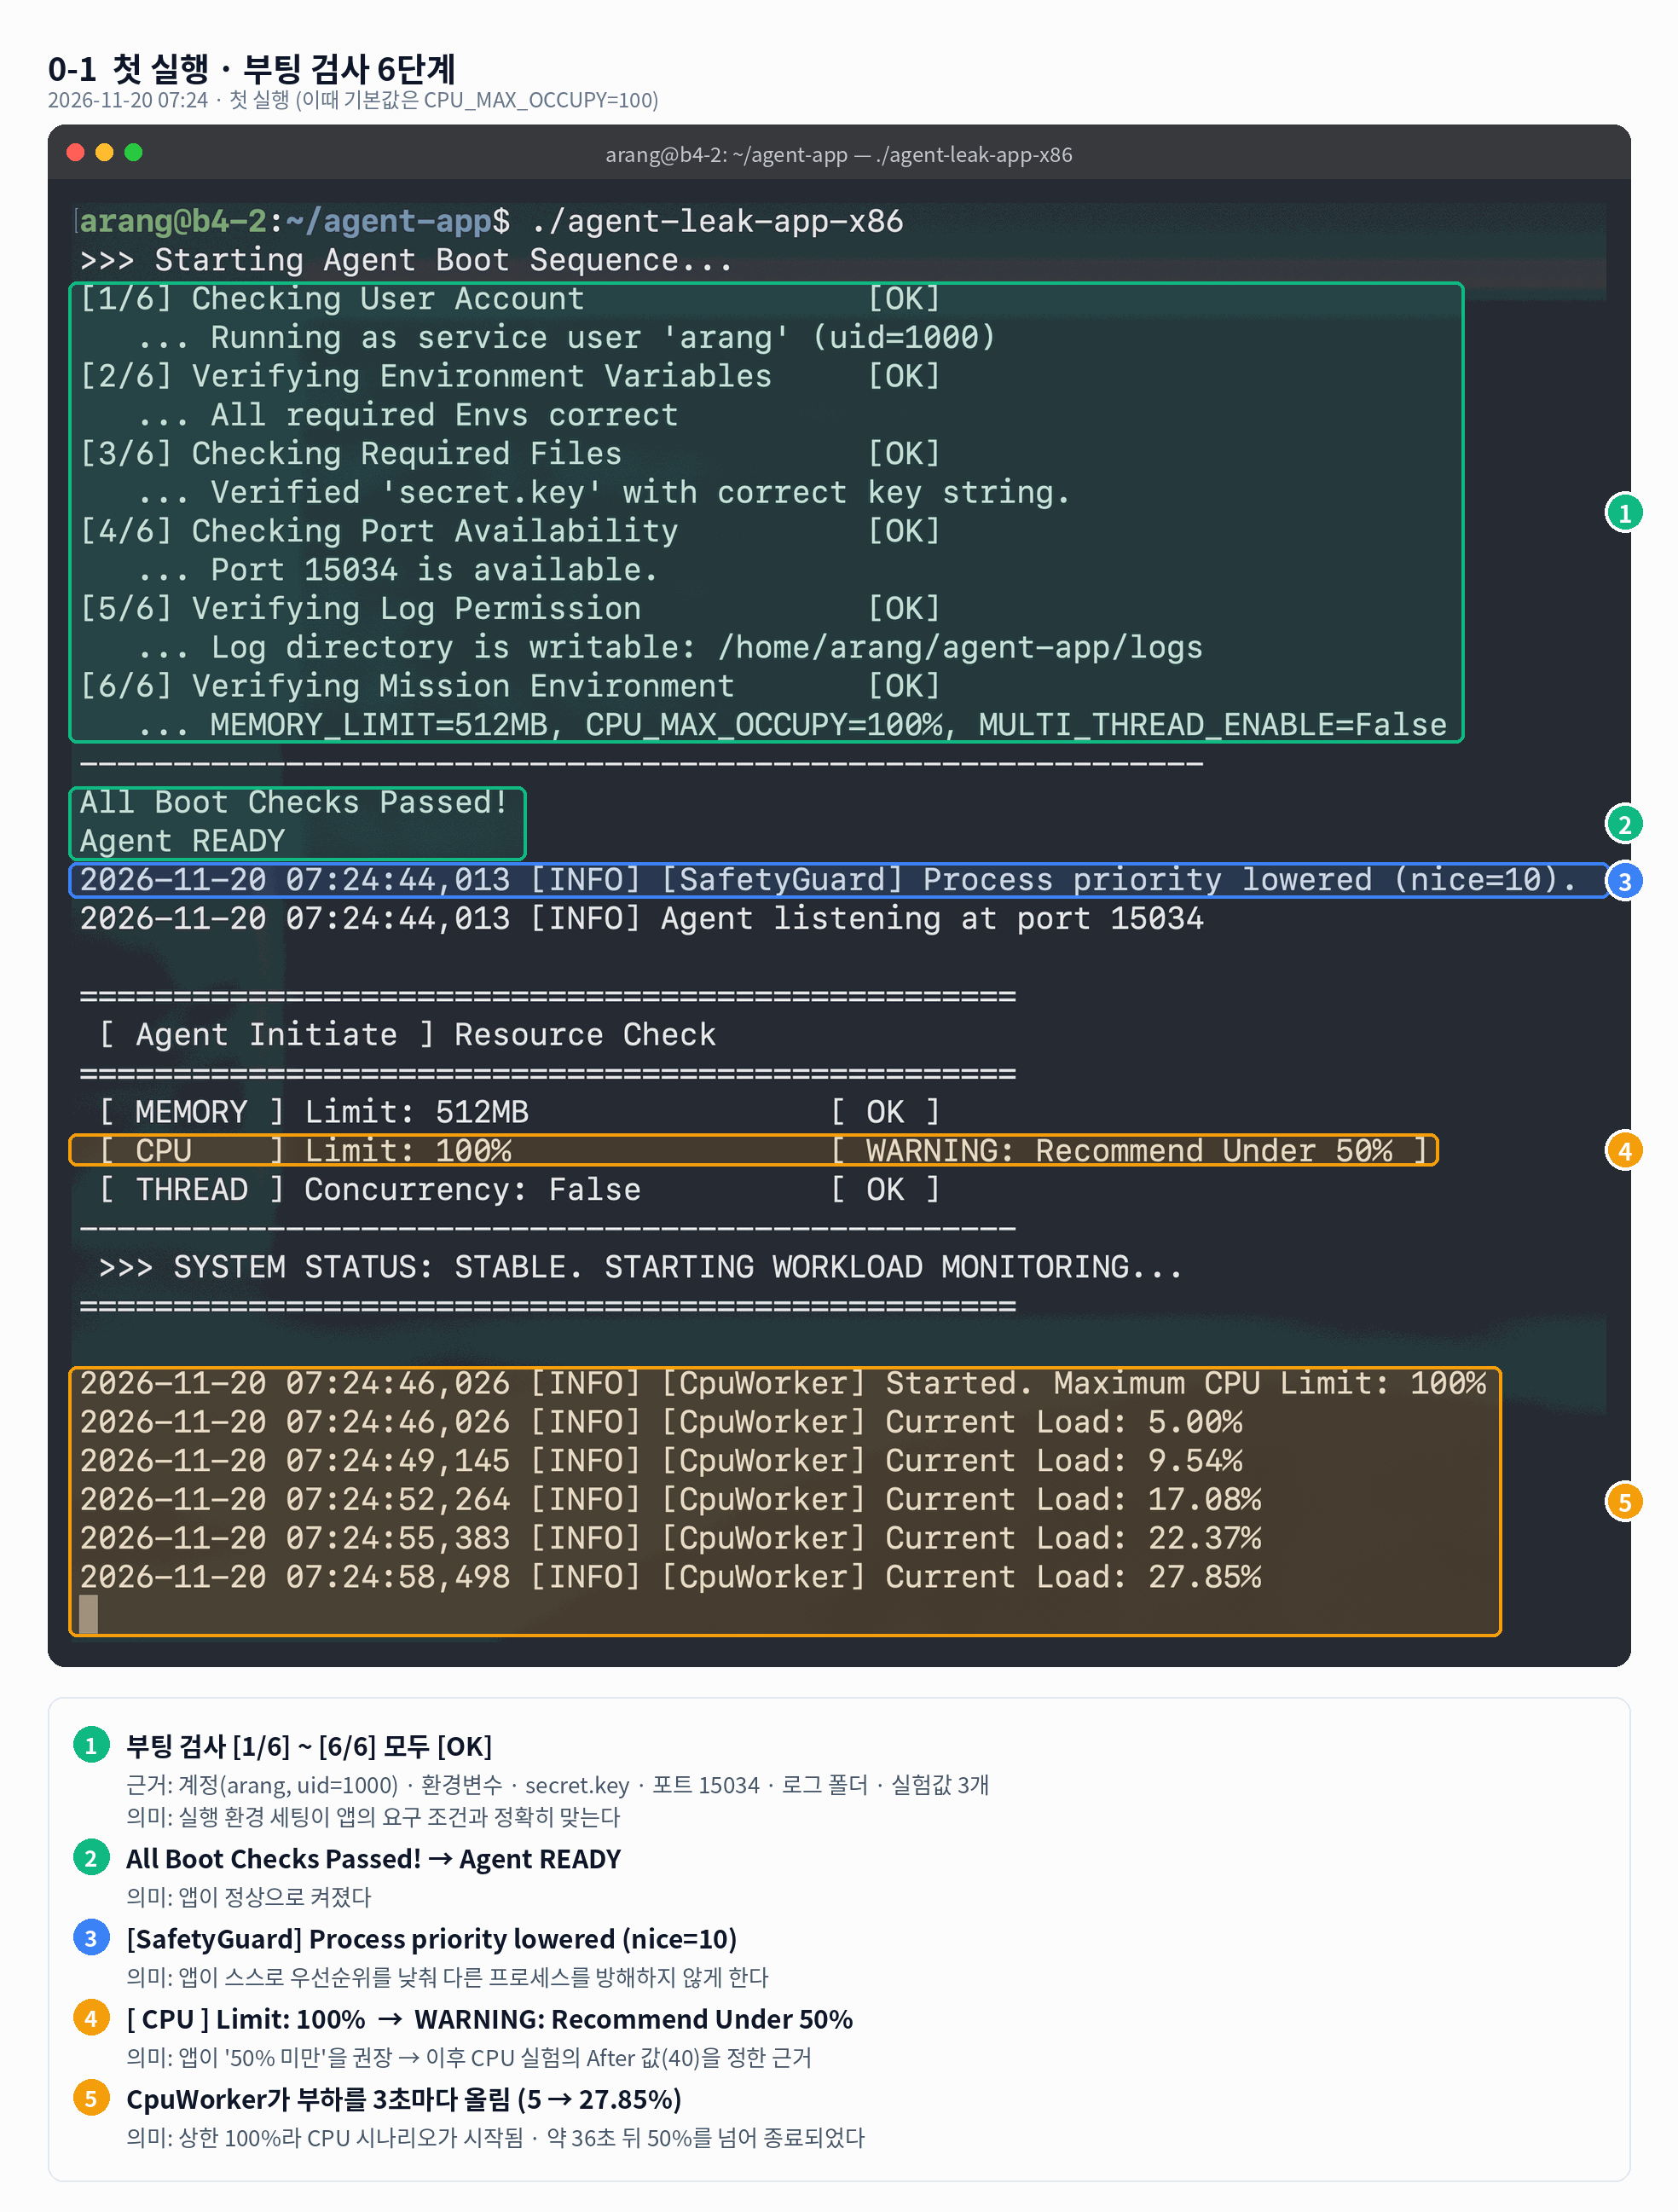 0-1 첫 실행 · 부팅 검사 6단계
2026-11-20 07:24 · 첫 실행 (이때 기본값은 CPU_MAX_OCCUPY=100)
arang@b4-2: ~/agent-app — ./agent-leak-app-x86
arang@b4-2:~/agent-app$ ./agent-leak-app-x86
>>> Starting Agent Boot Sequence...
[1/6] Checking User Account [OK]
... Running as service user 'arang' (uid=1000)
[2/6] Verifying Environment Variables [OK]
... All required Envs correct
[3/6] Checking Required Files [OK]
... Verified 'secret.key' with correct key string.
[4/6] Checking Port Availability [OK]
... Port 15034 is available.
[5/6] Verifying Log Permission [OK]
... Log directory is writable: /home/arang/agent-app/logs
[6/6] Verifying Mission Environment [OK]
... MEMORY_LIMIT=512MB, CPU_MAX_OCCUPY=100%, MULTI_THREAD_ENABLE=False
1
------------------------------------------------------------
All Boot Checks Passed!
Agent READY
2
2026-11-20 07:24:44,013 [INFO] [SafetyGuard] Process priority lowered (nice=10).
3
2026-11-20 07:24:44,013 [INFO] Agent listening at port 15034
==================================================
[ Agent Initiate ] Resource Check
==================================================
[ MEMORY ] Limit: 512MB [ OK ]
[ CPU ] Limit: 100% [ WARNING: Recommend Under 50% ]
4
[ THREAD ] Concurrency: False [ OK ]
--------------------------------------------------
>>> SYSTEM STATUS: STABLE. STARTING WORKLOAD MONITORING...
==================================================
2026-11-20 07:24:46,026 [INFO] [CpuWorker] Started. Maximum CPU Limit: 100%
2026-11-20 07:24:46,026 [INFO] [CpuWorker] Current Load: 5.00%
2026-11-20 07:24:49,145 [INFO] [CpuWorker] Current Load: 9.54%
2026-11-20 07:24:52,264 [INFO] [CpuWorker] Current Load: 17.08%
2026-11-20 07:24:55,383 [INFO] [CpuWorker] Current Load: 22.37%
2026-11-20 07:24:58,498 [INFO] [CpuWorker] Current Load: 27.85%
5
1 부팅 검사 [1/6] ~ [6/6] 모두 [OK]
근거: 계정(arang, uid=1000) · 환경변수 · secret.key · 포트 15034 · 로그 폴더 · 실험값 3개
의미: 실행 환경 세팅이 앱의 요구 조건과 정확히 맞는다
2 All Boot Checks Passed! → Agent READY
의미: 앱이 정상으로 켜졌다
3 [SafetyGuard] Process priority lowered (nice=10)
의미: 앱이 스스로 우선순위를 낮춰 다른 프로세스를 방해하지 않게 한다
4 [ CPU ] Limit: 100% → WARNING: Recommend Under 50%
의미: 앱이 '50% 미만'을 권장 → 이후 CPU 실험의 After 값(40)을 정한 근거
5 CpuWorker가 부하를 3초마다 올림 (5 → 27.85%)
의미: 상한 100%라 CPU 시나리오가 시작됨 · 약 36초 뒤 50%를 넘어 종료되었다